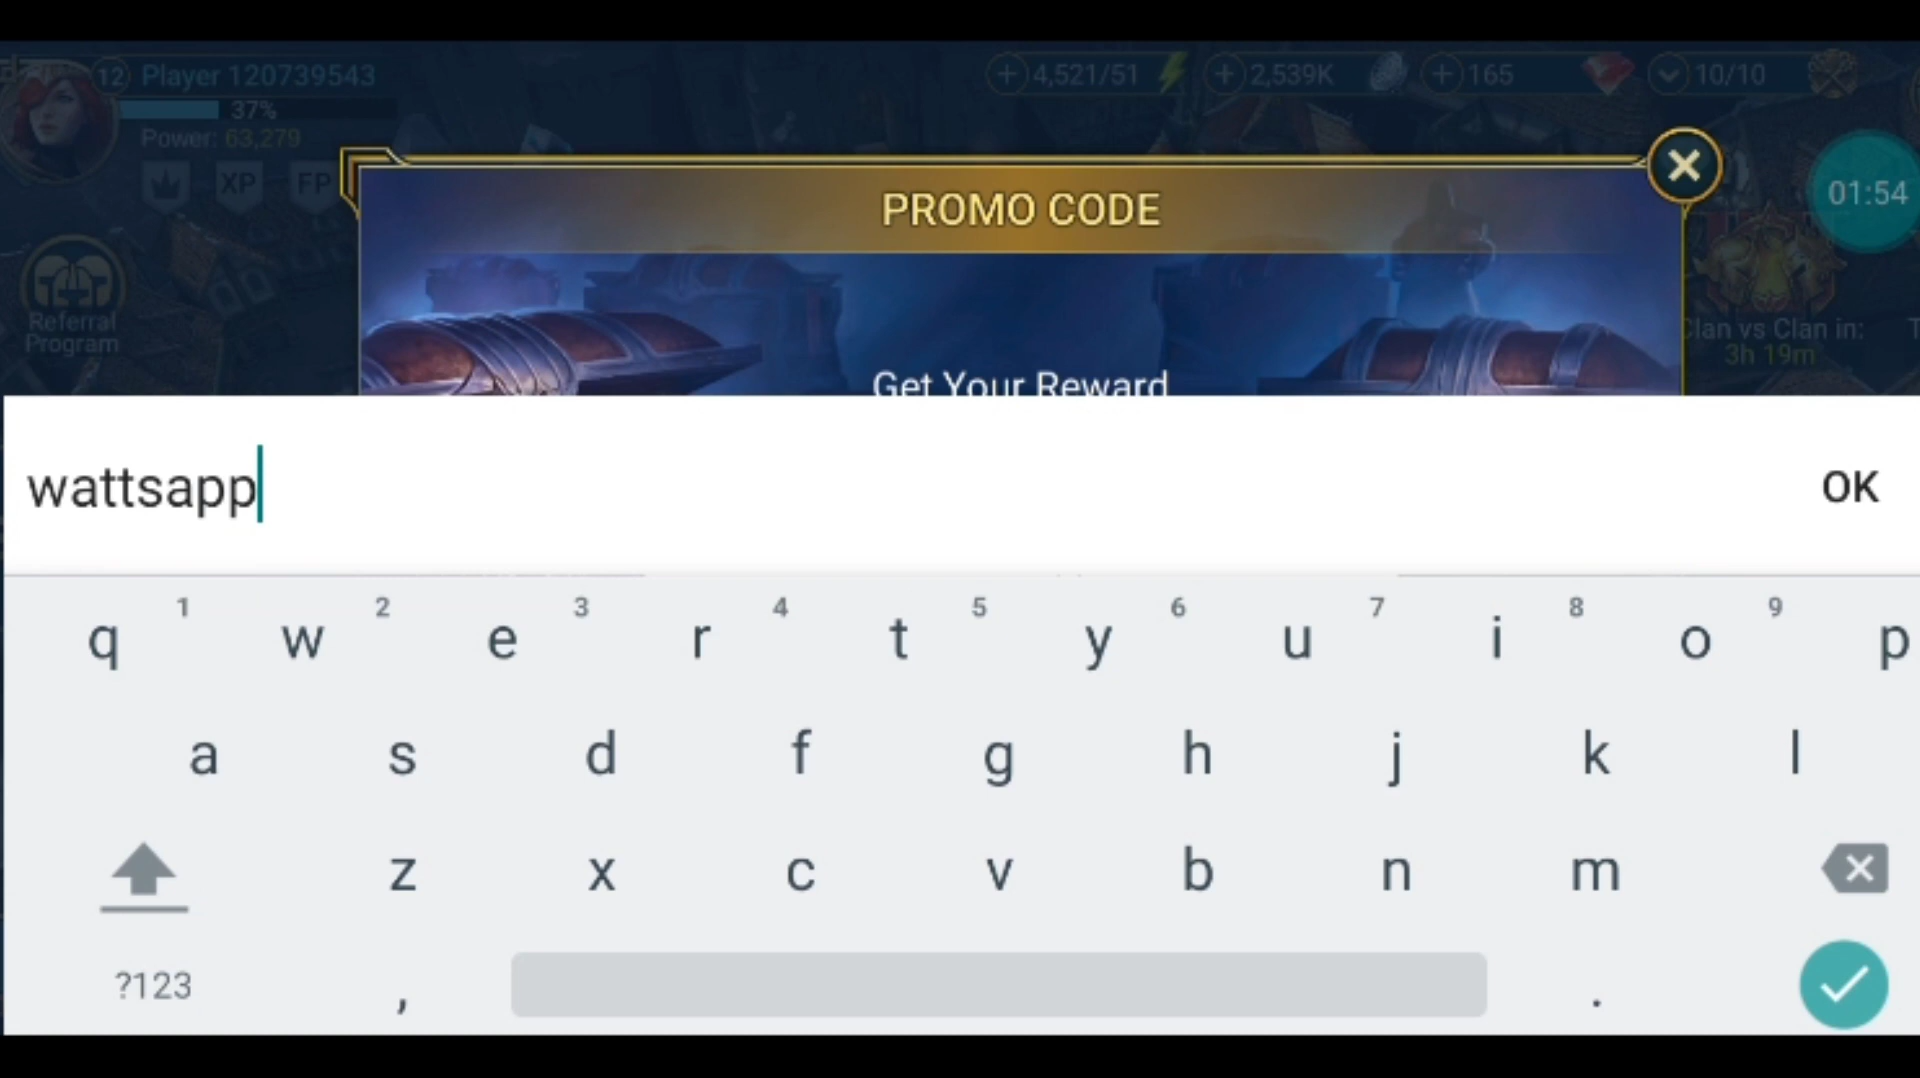 12 Player 120739543
4,521/51
2,539K
165
10/10
37%
Power: 63,279
XP
FP
PROMO CODE
01:54
Referral
Program
Clan vs Clan in:
3h 19m
Get Your Reward
wattsapp
OK
1 2 3 4 5 6 7 8 9
q w e r t y u i o p
a s d f g h j k l
z x c v b n m
?123 , .